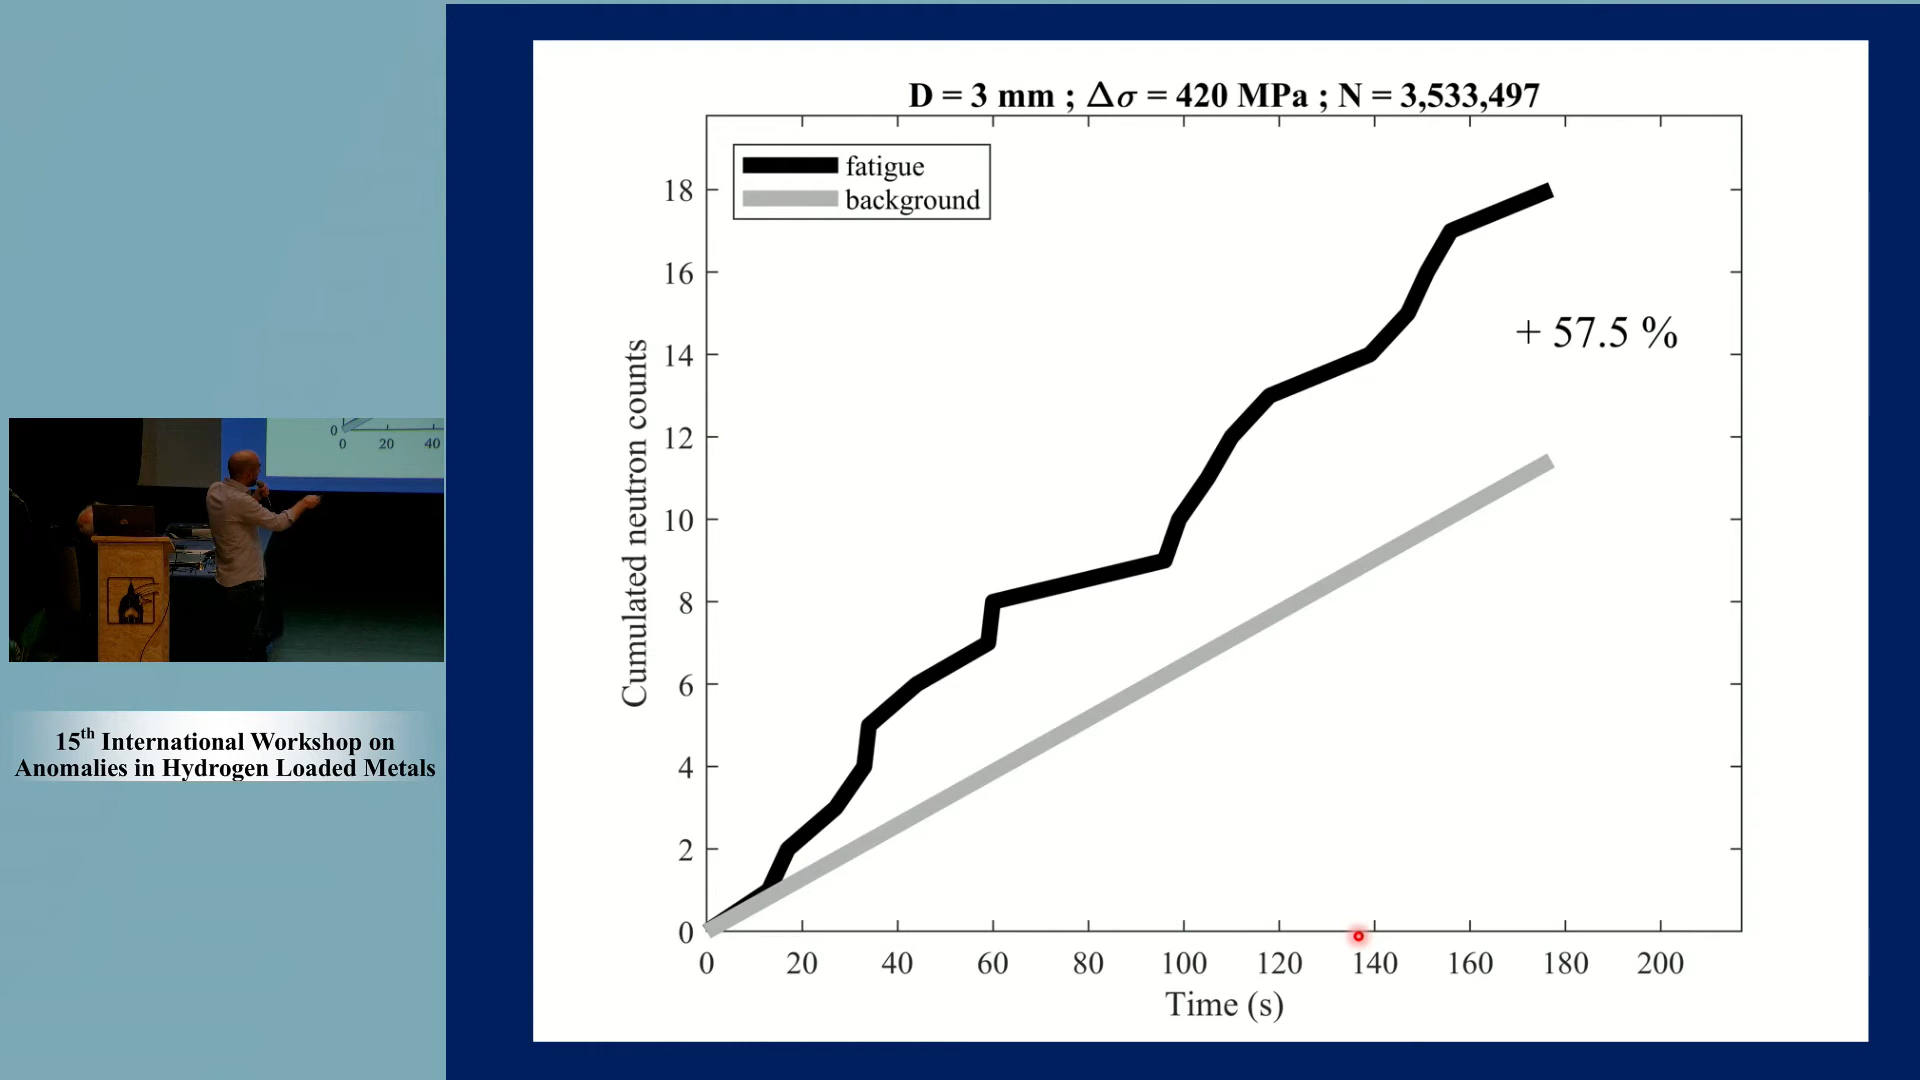 D = 3 mm ; Δσ = 420 MPa ; N = 3,533,497
fatigue
background
18
16
14
12
10
8
6
4
2
0
Cumulated neutron counts
+ 57.5 %
0 20 40 60 80 100 120 140 160 180 200
Time (s)
0
0 20 40
15th International Workshop on
Anomalies in Hydrogen Loaded Metals